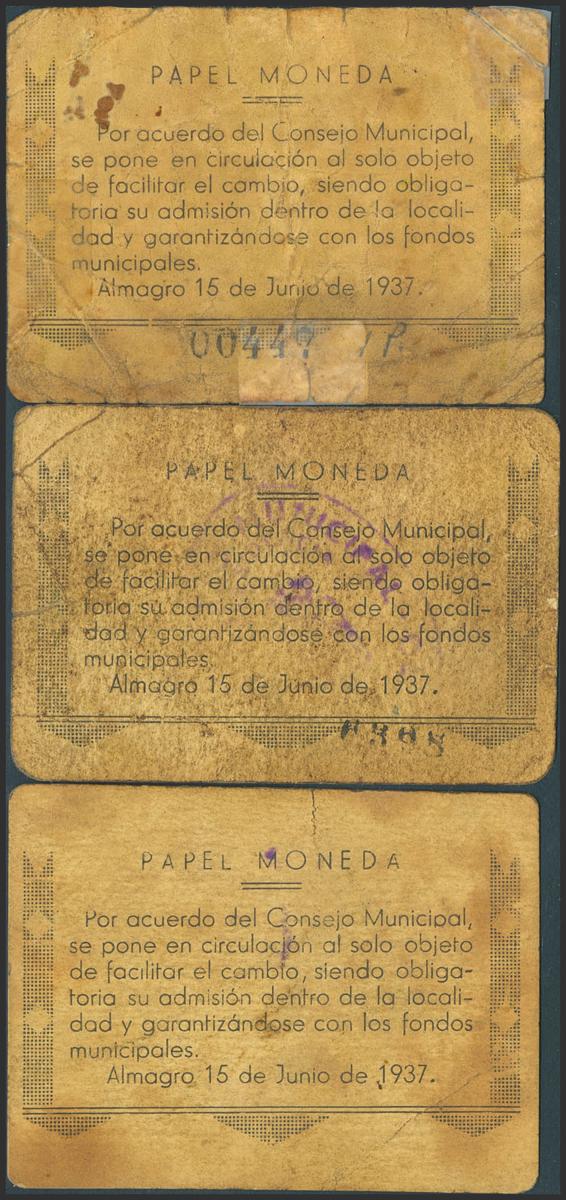 PAPEL MONEDA
Por acuerdo del Consejo Municipal,
se pone en circulación al solo objeto
de facilitar el cambio, siendo obliga-
toria su admisión dentro de la locali-
dad y garantizándose con los fondos
municipales.
Almagro 15 de Junio de 1937.
00447
PAPEL MONEDA
Por acuerdo del Consejo Municipal,
se pone en circulación al solo objeto
de facilitar el cambio, siendo obliga-
toria su admisión dentro de la locali-
dad y garantizándose con los fondos
municipales.
Almagro 15 de Junio de 1937.
PAPEL MONEDA
Por acuerdo del Consejo Municipal,
se pone en circulación al solo objeto
de facilitar el cambio, siendo obliga-
toria su admisión dentro de la locali-
dad y garantizándose con los fondos
municipales.
Almagro 15 de Junio de 1937.